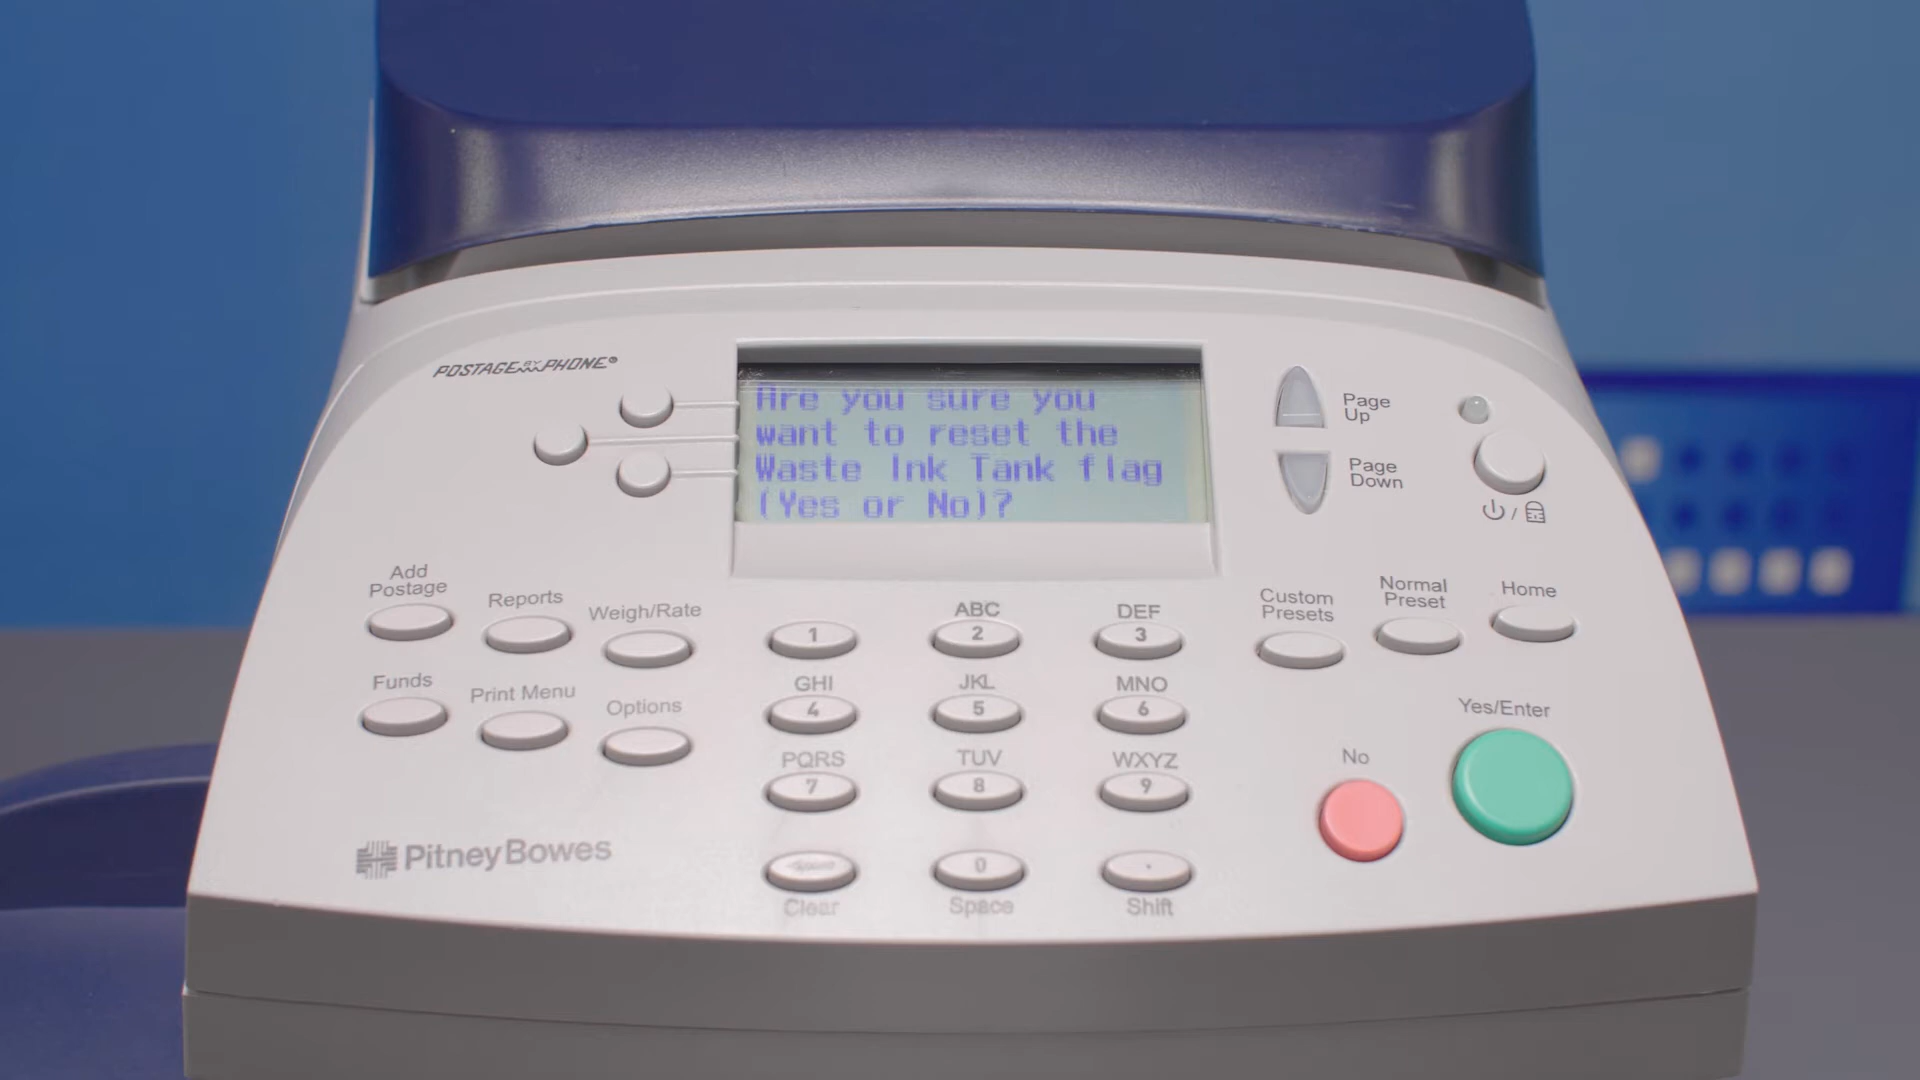 POSTAGE BY PHONE®
Are you sure you
want to reset the
Waste Ink Tank flag
(Yes or No)?
Page
Up
Page
Down
Add
Postage
Reports
Weigh/Rate
Funds
Print Menu
Options
1
ABC
2
DEF
3
GHI
4
JKL
5
MNO
6
PQRS
7
TUV
8
WXYZ
9
Clear
0
Space
.
Shift
Custom
Presets
Normal
Preset
Home
No
Yes/Enter
Pitney Bowes